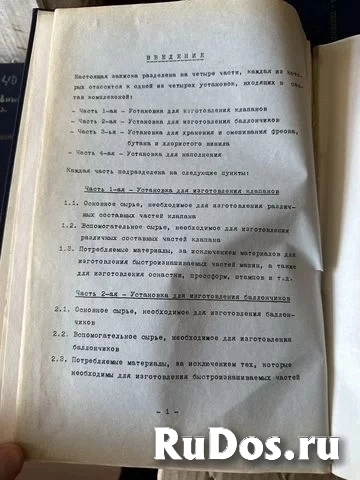 ВВЕДЕНИЕ
Настоящая записка разделена на четыре части, каждая из кото-
рых относится к одной из четырех установок, входящих в сос-
тав комплексов:
- Часть 1-ая - Установка для изготовления клапанов
- Часть 2-ая - Установка для изготовления баллончиков
- Часть 3-ья - Установка для хранения и смешивания фреона,
бутана и хлористого винила
- Часть 4-ая - Установка для наполнения
Каждая часть подразделена на следующие пункты:
Часть 1-ая - Установка для изготовления клапанов
1.1. Основное сырье, необходимое для изготовления различ-
ных составных частей клапана
1.2. Вспомогательное сырье, необходимое для изготовления
различных составных частей клапана
1.3. Потребляемые материалы, за исключением материалов для
изготовления быстроизнашиваемых частей машин, а также
для изготовления оснастки, прессформ, штампов и т.д.
Часть 2-ая - Установка для изготовления баллончиков
2.1. Основное сырье, необходимое для изготовления баллон-
чиков
2.2. Вспомогательное сырье, необходимое для изготовления
баллончиков
2.3. Потребляемые материалы, за исключением тех, которые
необходимы для изготовления быстроизнашиваемых частей
- 1 -
RuDos.ru